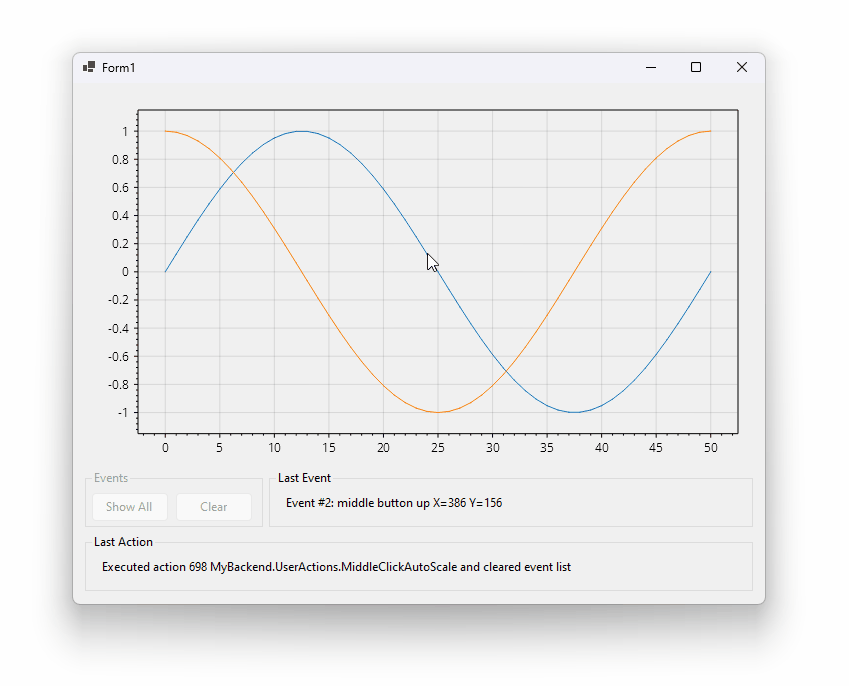 Form1
1
0.8
0.6
0.4
0.2
0
-0.2
-0.4
-0.6
-0.8
-1
0 5 10 15 20 25 30 35 40 45 50
Events
Show All Clear
Last Event
Event #2: middle button up X=386 Y=156
Last Action
Executed action 698 MyBackend.UserActions.MiddleClickAutoScale and cleared event list